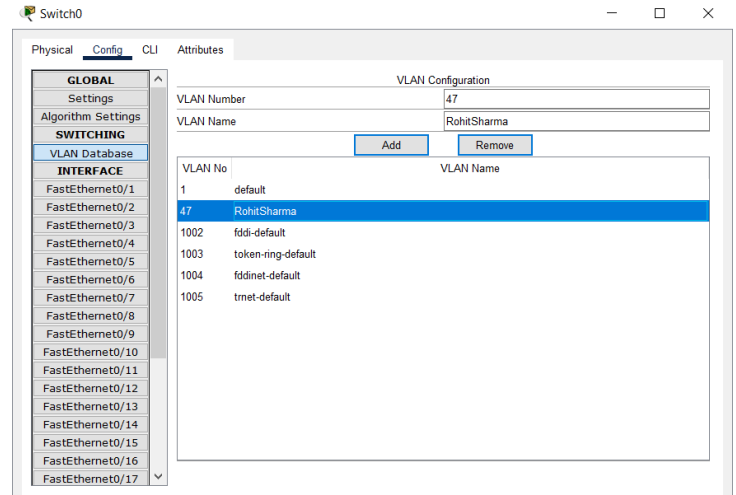 Switch0
Physical Config CLI Attributes
GLOBAL
Settings
Algorithm Settings
SWITCHING
VLAN Database
INTERFACE
FastEthernet0/1
FastEthernet0/2
FastEthernet0/3
FastEthernet0/4
FastEthernet0/5
FastEthernet0/6
FastEthernet0/7
FastEthernet0/8
FastEthernet0/9
FastEthernet0/10
FastEthernet0/11
FastEthernet0/12
FastEthernet0/13
FastEthernet0/14
FastEthernet0/15
FastEthernet0/16
FastEthernet0/17
VLAN Configuration
VLAN Number 47
VLAN Name RohitSharma
Add Remove
VLAN No VLAN Name
1 default
47 RohitSharma
1002 fddi-default
1003 token-ring-default
1004 fddinet-default
1005 trnet-default